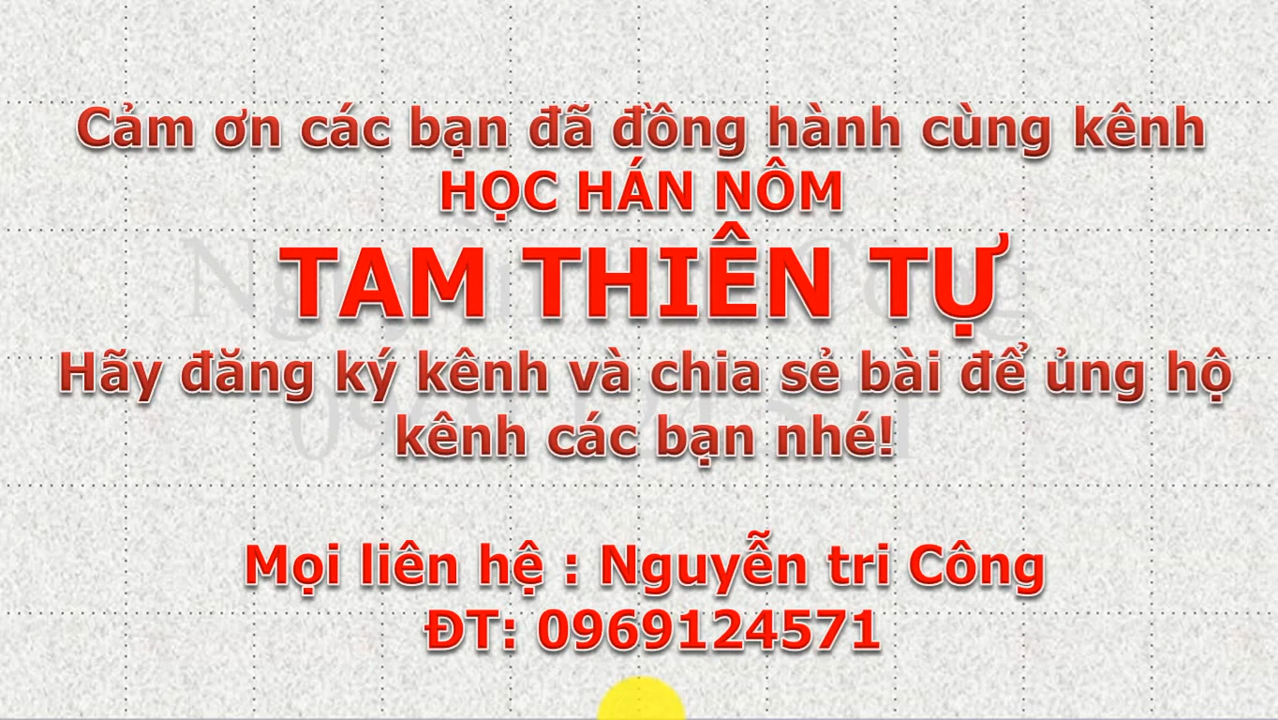 Cảm ơn các bạn đã đồng hành cùng kênh
HỌC HÁN NÔM
TAM THIÊN TỰ
Hãy đăng ký kênh và chia sẻ bài để ủng hộ
kênh các bạn nhé!
Mọi liên hệ : Nguyễn tri Công
ĐT: 0969124571